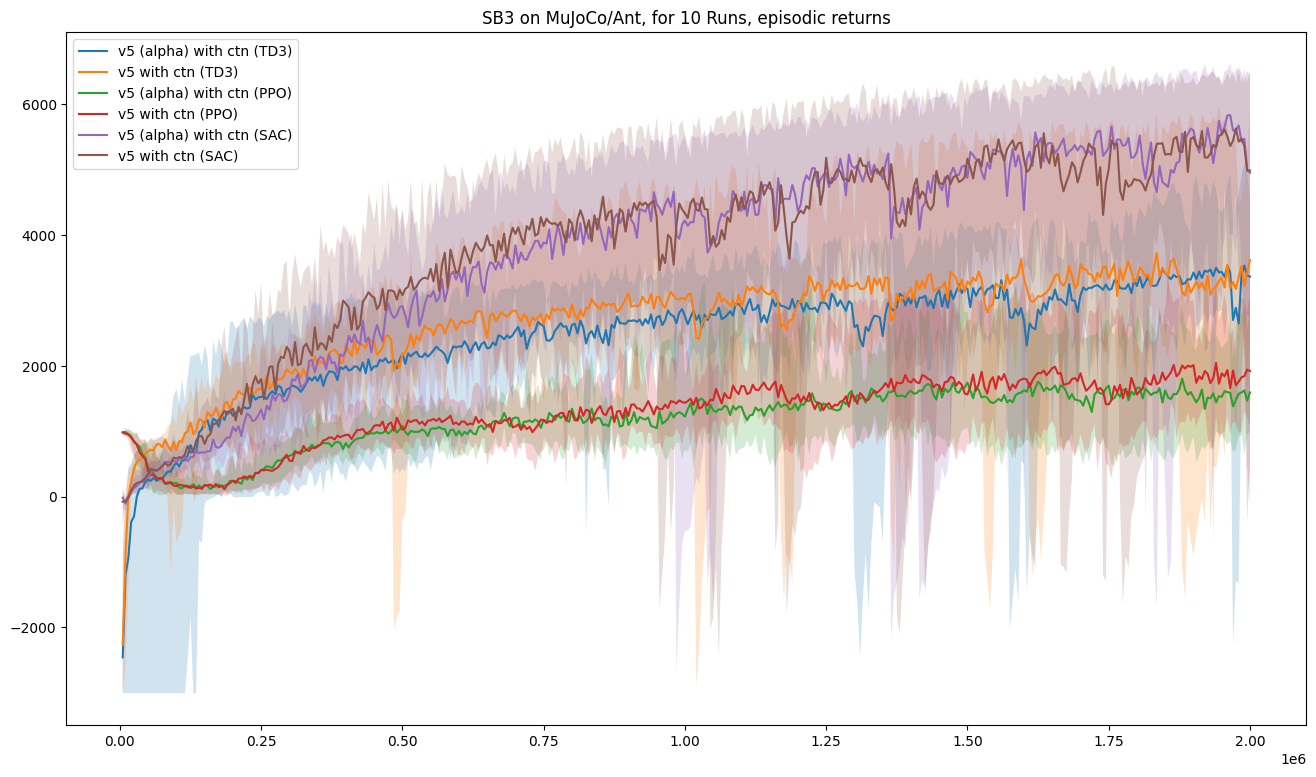 SB3 on MuJoCo/Ant, for 10 Runs, episodic returns
v5 (alpha) with ctn (TD3)
v5 with ctn (TD3)
v5 (alpha) with ctn (PPO)
v5 with ctn (PPO)
v5 (alpha) with ctn (SAC)
v5 with ctn (SAC)
6000
4000
2000
0
−2000
0.00 0.25 0.50 0.75 1.00 1.25 1.50 1.75 2.00
1e6